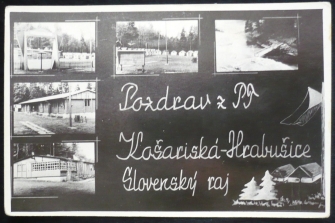 Pozdrav z PT
Košariská-Hrabušice
Slovenský raj